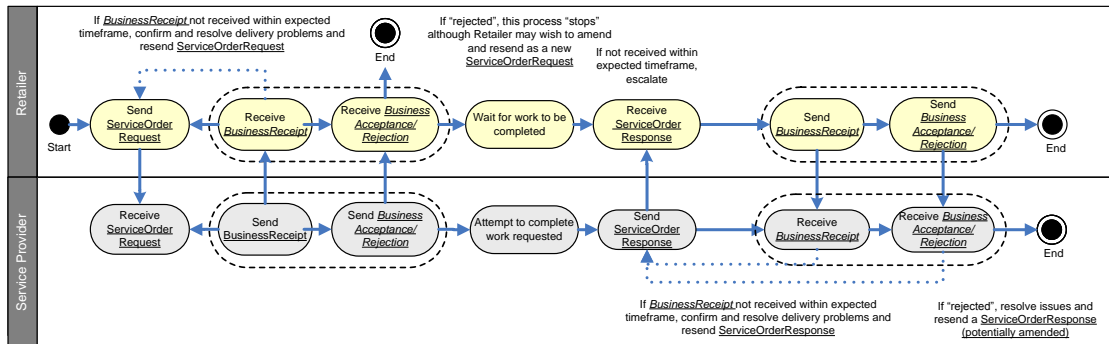 If BusinessReceipt not received within expected
timeframe, confirm and resolve delivery problems and
resend ServiceOrderRequest
End
If “rejected”, this process “stops”
although Retailer may wish to amend
and resend as a new
ServiceOrderRequest
If not received within
expected timeframe,
escalate
Retailer
Start
Send
ServiceOrder
Request
Receive
BusinessReceipt
Receive Business
Acceptance/
Rejection
Wait for work to be
completed
Receive
ServiceOrder
Response
Send
BusinessReceipt
Send
Business
Acceptance/
Rejection
End
Service Provider
Receive
ServiceOrder
Request
Send
BusinessReceipt
Send Business
Acceptance/
Rejection
Attempt to complete
work requested
Send
ServiceOrder
Response
Receive
BusinessReceipt
Receive Business
Acceptance/
Rejection
End
If BusinessReceipt not received within expected
timeframe, confirm and resolve delivery problems and
resend ServiceOrderResponse
If “rejected”, resolve issues and
resend a ServiceOrderResponse
(potentially amended)